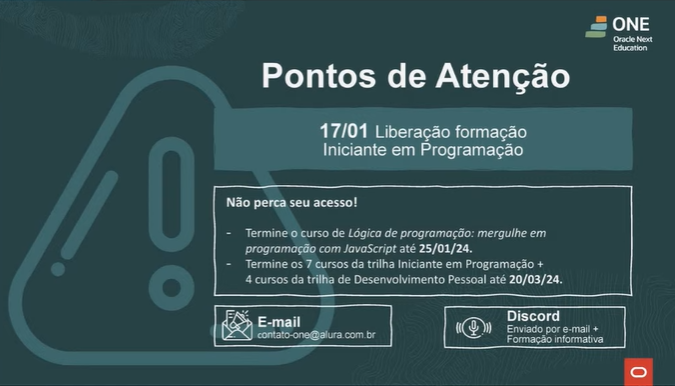 ONE
Oracle Next
Education
Pontos de Atenção
17/01 Liberação formação
Iniciante em Programação
Não perca seu acesso!
- Termine o curso de Lógica de programação: mergulhe em
programação com JavaScript até 25/01/24.
- Termine os 7 cursos da trilha Iniciante em Programação +
4 cursos da trilha de Desenvolvimento Pessoal até 20/03/24.
E-mail
contato-one@alura.com.br
Discord
Enviado por e-mail +
Formação informativa